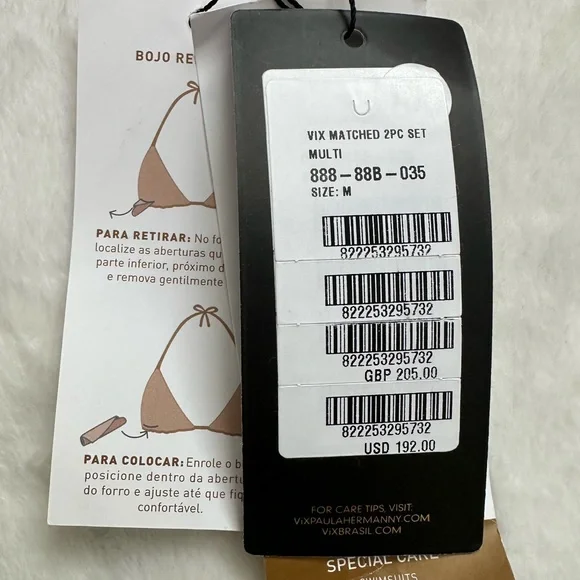 BOJO RE
PARA RETIRAR: No fo
localize as aberturas qu
parte inferior, próximo d
e remova gentilmente
PARA COLOCAR: Enrole o b
posicione dentro da abertu
do forro e ajuste até que fiq
confortável.
VIX MATCHED 2PC SET
MULTI
888-88B-035
SIZE: M
822253295732
822253295732
822253295732
GBP 205.00
822253295732
USD 192.00
FOR CARE TIPS, VISIT:
ViXPAULAHERMANNY.COM
ViXBRASIL.COM
SPECIAL CARE
SWIMSUITS